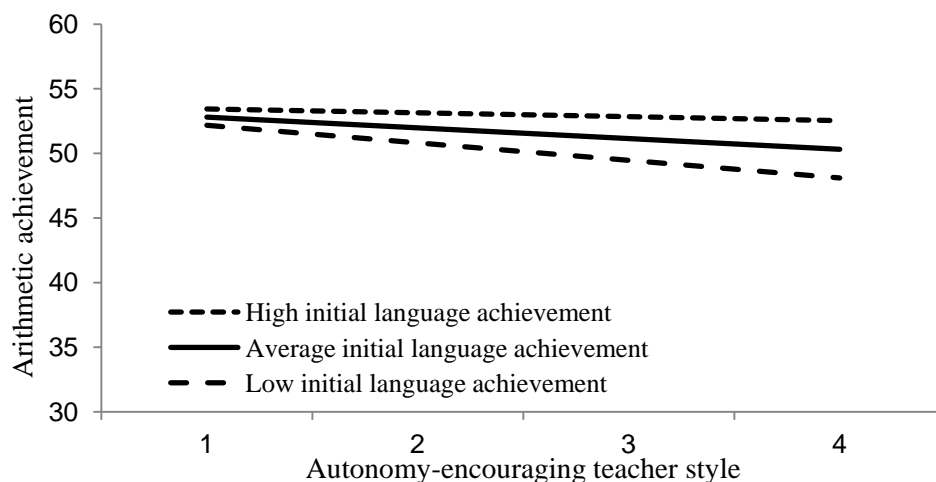 60
55
50
45
40
35
30
Arithmetic achievement
High initial language achievement
Average initial language achievement
Low initial language achievement
1 2 3 4
Autonomy-encouraging teacher style